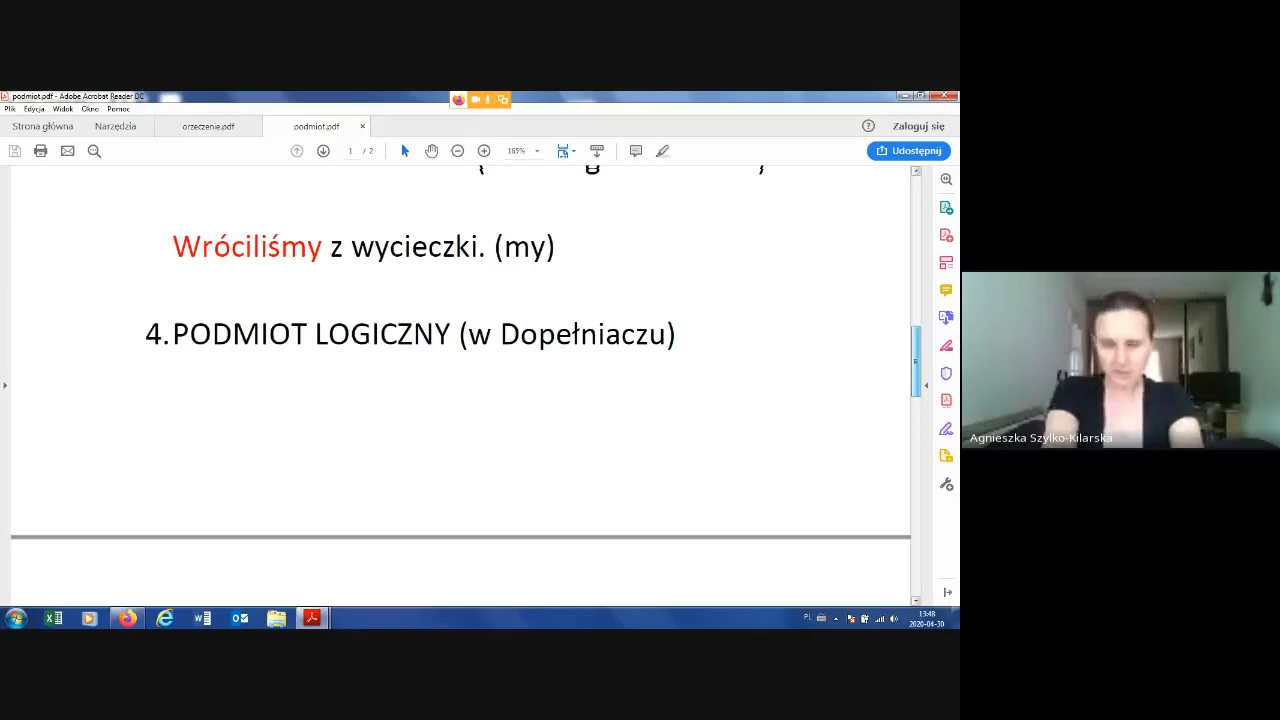 podmiot.pdf - Adobe Acrobat Reader DC
Plik Edycja Widok Okno Pomoc
Strona główna Narzędzia orzeczenie.pdf podmiot.pdf × Zaloguj się
1 / 2 165% Udostępnij
Wróciliśmy z wycieczki. (my)
4. PODMIOT LOGICZNY (w Dopełniaczu)
Agnieszka Szylko-Kilarska
PL 13:48
2020-04-30